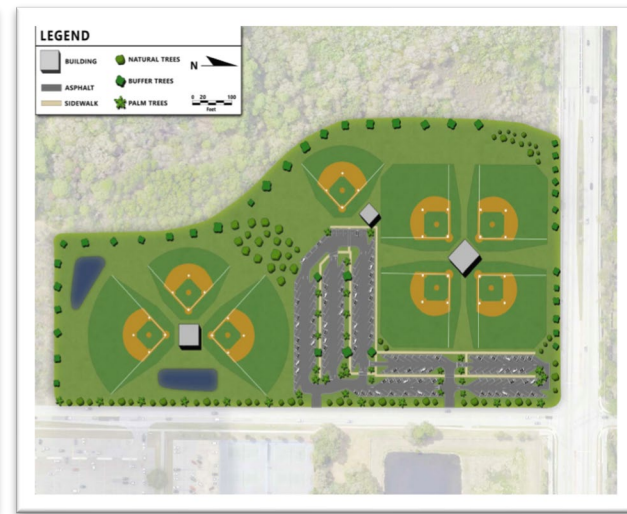 LEGEND
BUILDING
ASPHALT
SIDEWALK
NATURAL TREES
BUFFER TREES
PALM TREES
N
0 20 100
Feet